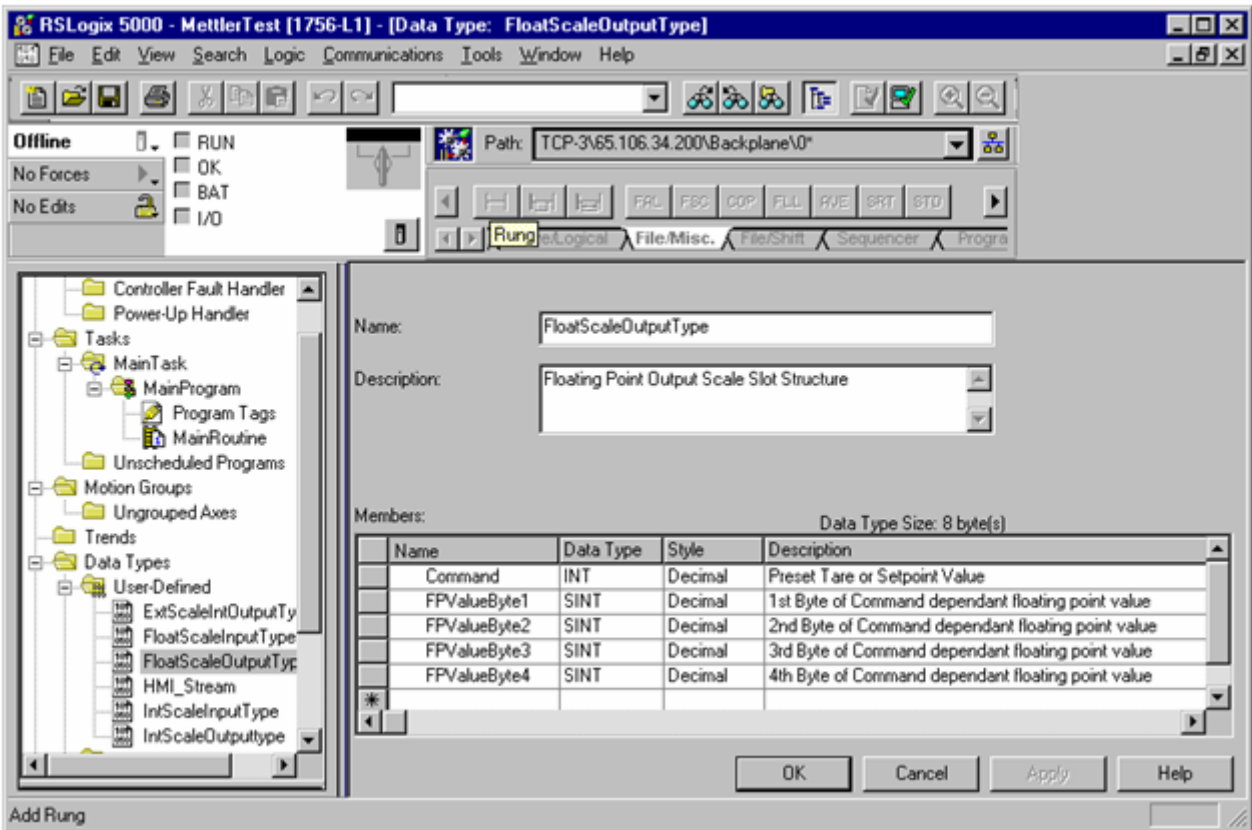 RSLogix 5000 - MettlerTest [1756-L1] - [Data Type: FloatScaleOutputType]
File Edit View Search Logic Communications Tools Window Help
Offline
RUN
No Forces
OK
No Edits
BAT
I/O
Path: TCP-3\65.106.34.200\Backplane\0*
FAL FSC COP FLL AVE SRT STD
Rung e/Logical File/Misc. File/Shift Sequencer Progra
Controller Fault Handler
Power-Up Handler
Tasks
MainTask
MainProgram
Program Tags
MainRoutine
Unscheduled Programs
Motion Groups
Ungrouped Axes
Trends
Data Types
User-Defined
ExtScaleIntOutputTy
FloatScaleInputType
FloatScaleOutputTyp
HMI_Stream
IntScaleInputType
IntScaleOutputtype
Name: FloatScaleOutputType
Description: Floating Point Output Scale Slot Structure
Members: Data Type Size: 8 byte(s)
Name Data Type Style Description
Command INT Decimal Preset Tare or Setpoint Value
FPValueByte1 SINT Decimal 1st Byte of Command dependant floating point value
FPValueByte2 SINT Decimal 2nd Byte of Command dependant floating point value
FPValueByte3 SINT Decimal 3rd Byte of Command dependant floating point value
FPValueByte4 SINT Decimal 4th Byte of Command dependant floating point value
OK Cancel Apply Help
Add Rung